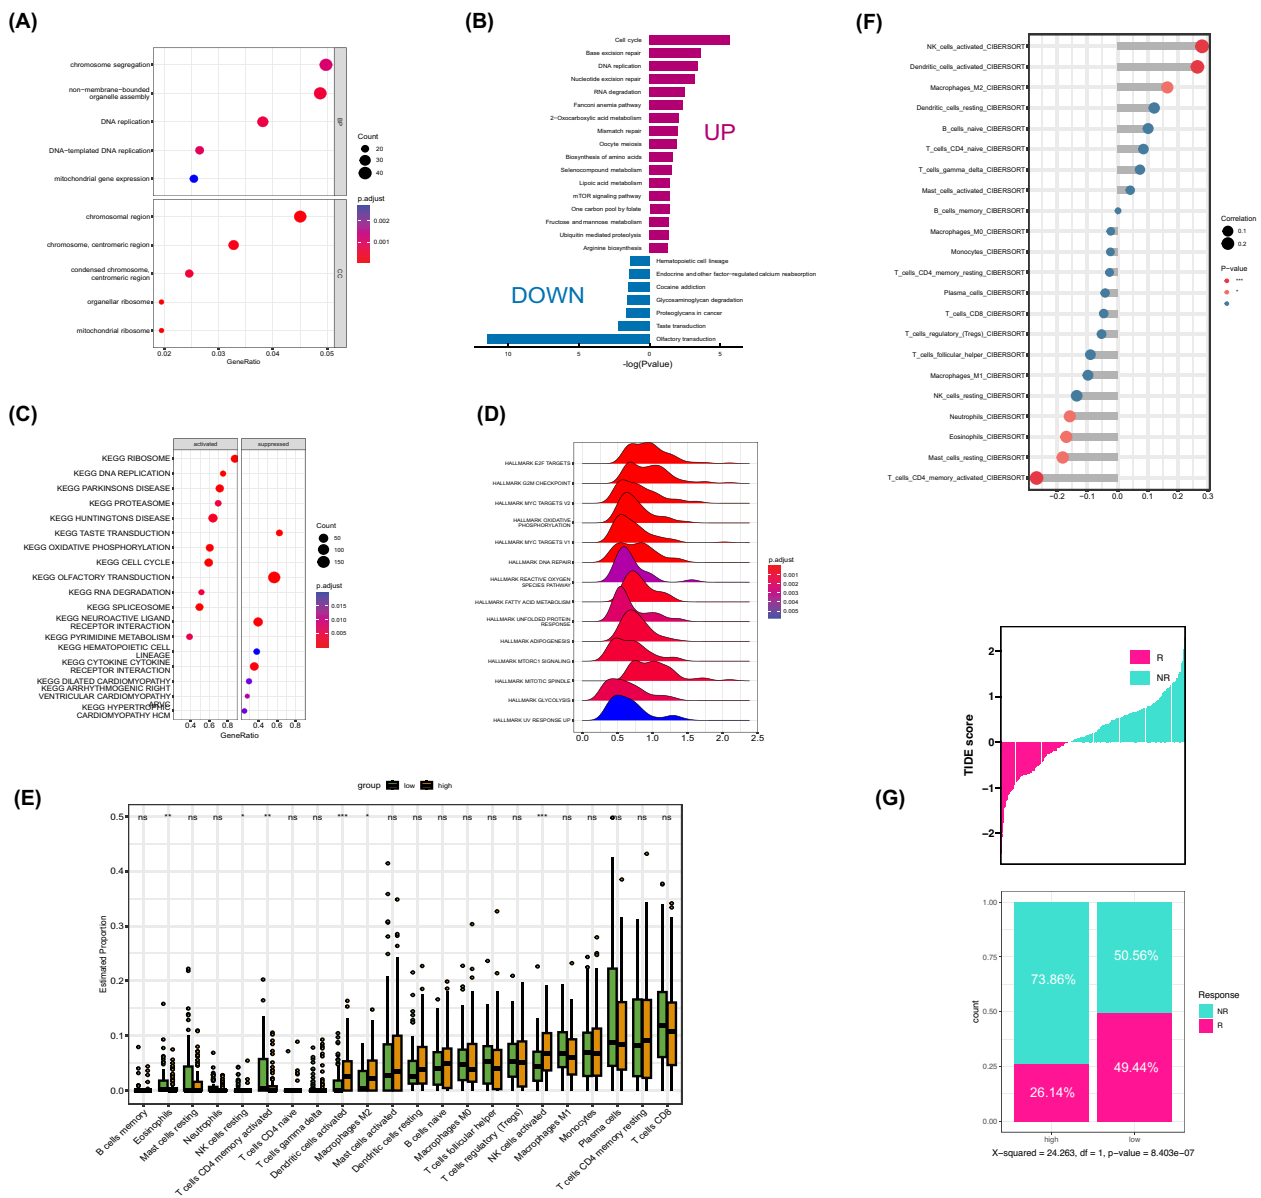 (A)
chromosome segregation
non-membrane-bounded
organelle assembly
DNA replication
DNA-templated DNA replication
mitochondrial gene expression
BP
chromosomal region
chromosome, centromeric region
condensed chromosome,
centromeric region
organellar ribosome
mitochondrial ribosome
CC
0.02 0.03 0.04 0.05
GeneRatio
Count
20
30
40
p.adjust
0.002
0.001
(B)
Cell cycle
Base excision repair
DNA replication
Nucleotide excision repair
RNA degradation
Fanconi anemia pathway
2-Oxocarboxylic acid metabolism
Mismatch repair
Oocyte meiosis
Biosynthesis of amino acids
Selenocompound metabolism
Lipoic acid metabolism
mTOR signaling pathway
One carbon pool by folate
Fructose and mannose metabolism
Ubiquitin mediated proteolysis
Arginine biosynthesis
UP
Hematopoietic cell lineage
Endocrine and other factor-regulated calcium reabsorption
Cocaine addiction
Glycosaminoglycan degradation
Proteoglycans in cancer
Taste transduction
Olfactory transduction
DOWN
10 5 0 5
-log(Pvalue)
(C)
activated suppressed
KEGG RIBOSOME
KEGG DNA REPLICATION
KEGG PARKINSONS DISEASE
KEGG PROTEASOME
KEGG HUNTINGTONS DISEASE
KEGG TASTE TRANSDUCTION
KEGG OXIDATIVE PHOSPHORYLATION
KEGG CELL CYCLE
KEGG OLFACTORY TRANSDUCTION
KEGG RNA DEGRADATION
KEGG SPLICEOSOME
KEGG NEUROACTIVE LIGAND
RECEPTOR INTERACTION
KEGG PYRIMIDINE METABOLISM
KEGG HEMATOPOIETIC CELL
LINEAGE
KEGG CYTOKINE CYTOKINE
RECEPTOR INTERACTION
KEGG DILATED CARDIOMYOPATHY
KEGG ARRHYTHMOGENIC RIGHT
VENTRICULAR CARDIOMYOPATHY
ARVC
KEGG HYPERTROPHIC
CARDIOMYOPATHY HCM
0.4 0.6 0.8 0.4 0.6 0.8
GeneRatio
Count
50
100
150
p.adjust
0.015
0.010
0.005
(D)
HALLMARK E2F TARGETS
HALLMARK G2M CHECKPOINT
HALLMARK MYC TARGETS V2
HALLMARK OXIDATIVE
PHOSPHORYLATION
HALLMARK MYC TARGETS V1
HALLMARK DNA REPAIR
HALLMARK REACTIVE OXYGEN
SPECIES PATHWAY
HALLMARK FATTY ACID METABOLISM
HALLMARK UNFOLDED PROTEIN
RESPONSE
HALLMARK ADIPOGENESIS
HALLMARK MTORC1 SIGNALING
HALLMARK MITOTIC SPINDLE
HALLMARK GLYCOLYSIS
HALLMARK UV RESPONSE UP
0.0 0.5 1.0 1.5 2.0 2.5
p.adjust
0.001
0.002
0.003
0.004
0.005
(E)
group low high
Estimated Proportion
0.5
0.4
0.3
0.2
0.1
0.0
ns ** ns ns * ** ns ns *** * ns ns ns ns ns ns *** ns ns ns ns ns
B cells memory
Eosinophils
Mast cells resting
Neutrophils
NK cells resting
T cells CD4 memory activated
T cells CD4 naive
T cells gamma delta
Dendritic cells activated
Macrophages M2
Mast cells activated
Dendritic cells resting
B cells naive
Macrophages M0
T cells follicular helper
T cells regulatory (Tregs)
NK cells activated
Macrophages M1
Monocytes
Plasma cells
T cells CD4 memory resting
T cells CD8
(F)
NK_cells_activated_CIBERSORT
Dendritic_cells_activated_CIBERSORT
Macrophages_M2_CIBERSORT
Dendritic_cells_resting_CIBERSORT
B_cells_naive_CIBERSORT
T_cells_CD4_naive_CIBERSORT
T_cells_gamma_delta_CIBERSORT
Mast_cells_activated_CIBERSORT
B_cells_memory_CIBERSORT
Macrophages_M0_CIBERSORT
Monocytes_CIBERSORT
T_cells_CD4_memory_resting_CIBERSORT
Plasma_cells_CIBERSORT
T_cells_CD8_CIBERSORT
T_cells_regulatory_(Tregs)_CIBERSORT
T_cells_follicular_helper_CIBERSORT
Macrophages_M1_CIBERSORT
NK_cells_resting_CIBERSORT
Neutrophils_CIBERSORT
Eosinophils_CIBERSORT
Mast_cells_resting_CIBERSORT
T_cells_CD4_memory_activated_CIBERSORT
−0.2 −0.1 0.0 0.1 0.2 0.3
Correlation
0.1
0.2
P-value
***
*
(G)
TIDE score
2
1
0
−1
−2
R
NR
count
1.00
0.75
0.50
0.25
0.00
73.86%
26.14%
50.56%
49.44%
high low
Response
NR
R
X-squared = 24.263, df = 1, p-value = 8.403e-07